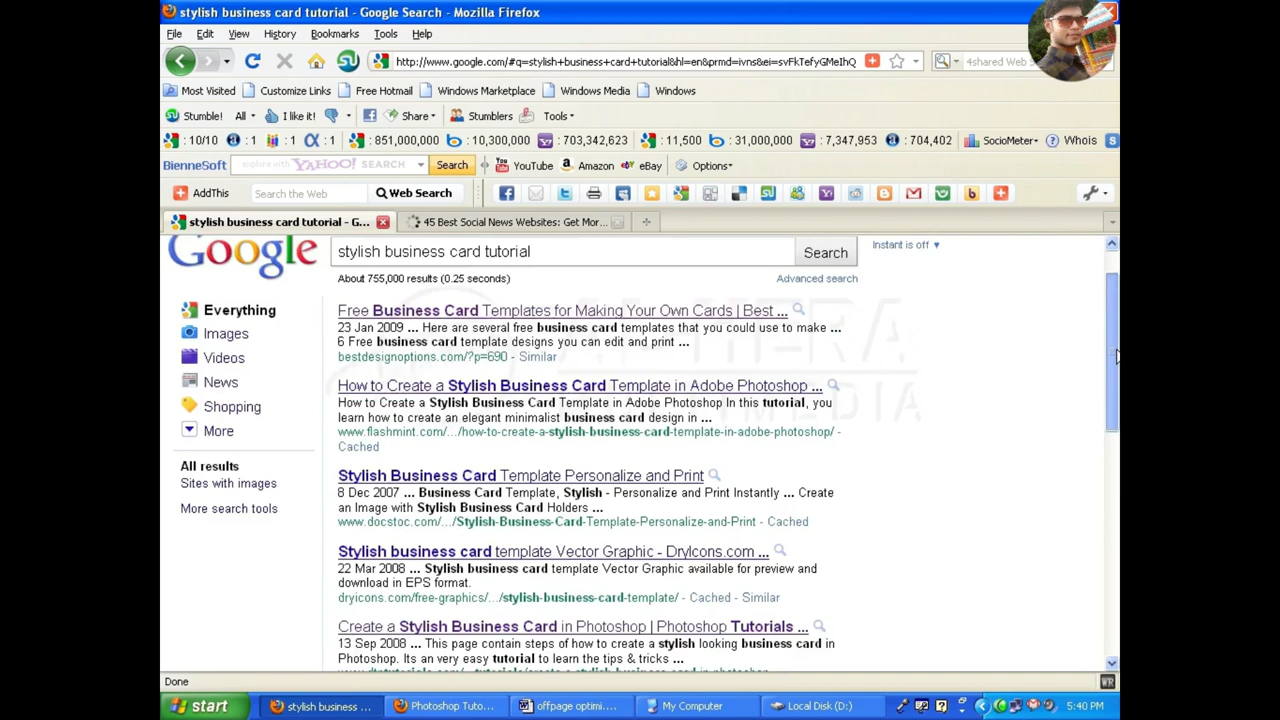 stylish business card tutorial - Google Search - Mozilla Firefox
File Edit View History Bookmarks Tools Help
http://www.google.com/#q=stylish+business+card+tutorial&hl=en&prmd=ivns&ei=svFkTefyGMeIhQ 4shared Web S
Most Visited Customize Links Free Hotmail Windows Marketplace Windows Media Windows
Stumble! All I like it! Share Stumblers Tools
: 10/10 : 1 : 1 : 1 : 851,000,000 : 10,300,000 : 703,342,623 : 11,500 : 31,000,000 : 7,347,953 : 704,402 SocioMeter Whois
BienneSoft explore with YAHOO! SEARCH Search YouTube Amazon eBay Options
AddThis Search the Web Web Search
stylish business card tutorial - G... 45 Best Social News Websites: Get Mor...
Google stylish business card tutorial Search Instant is off
About 755,000 results (0.25 seconds) Advanced search
Everything
Images
Videos
News
Shopping
More
All results
Sites with images
More search tools
Free Business Card Templates for Making Your Own Cards | Best ...
23 Jan 2009 ... Here are several free business card templates that you could use to make ...
6 Free business card template designs you can edit and print ...
bestdesignoptions.com/?p=690 - Similar
How to Create a Stylish Business Card Template in Adobe Photoshop ...
How to Create a Stylish Business Card Template in Adobe Photoshop In this tutorial, you
learn how to create an elegant minimalist business card design in ...
www.flashmint.com/.../how-to-create-a-stylish-business-card-template-in-adobe-photoshop/ -
Cached
Stylish Business Card Template Personalize and Print
8 Dec 2007 ... Business Card Template, Stylish - Personalize and Print Instantly ... Create
an Image with Stylish Business Card Holders ...
www.docstoc.com/.../Stylish-Business-Card-Template-Personalize-and-Print - Cached
Stylish business card template Vector Graphic - DryIcons.com ...
22 Mar 2008 ... Stylish business card template Vector Graphic available for preview and
download in EPS format.
dryicons.com/free-graphics/.../stylish-business-card-template/ - Cached - Similar
Create a Stylish Business Card in Photoshop | Photoshop Tutorials ...
13 Sep 2008 ... This page contain steps of how to create a stylish looking business card in
Photoshop. Its an very easy tutorial to learn the tips & tricks ...
Done
start stylish business ... Photoshop Tuto... offpage optimi.... My Computer Local Disk (D:) 5:40 PM